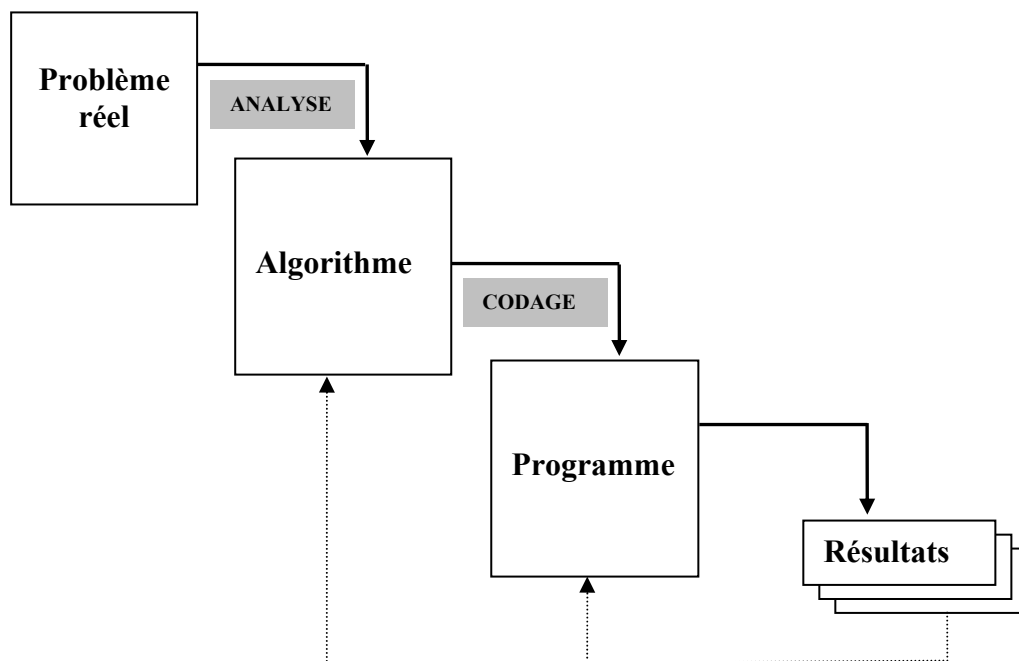 Problème
réel
ANALYSE
Algorithme
CODAGE
Programme
Résultats